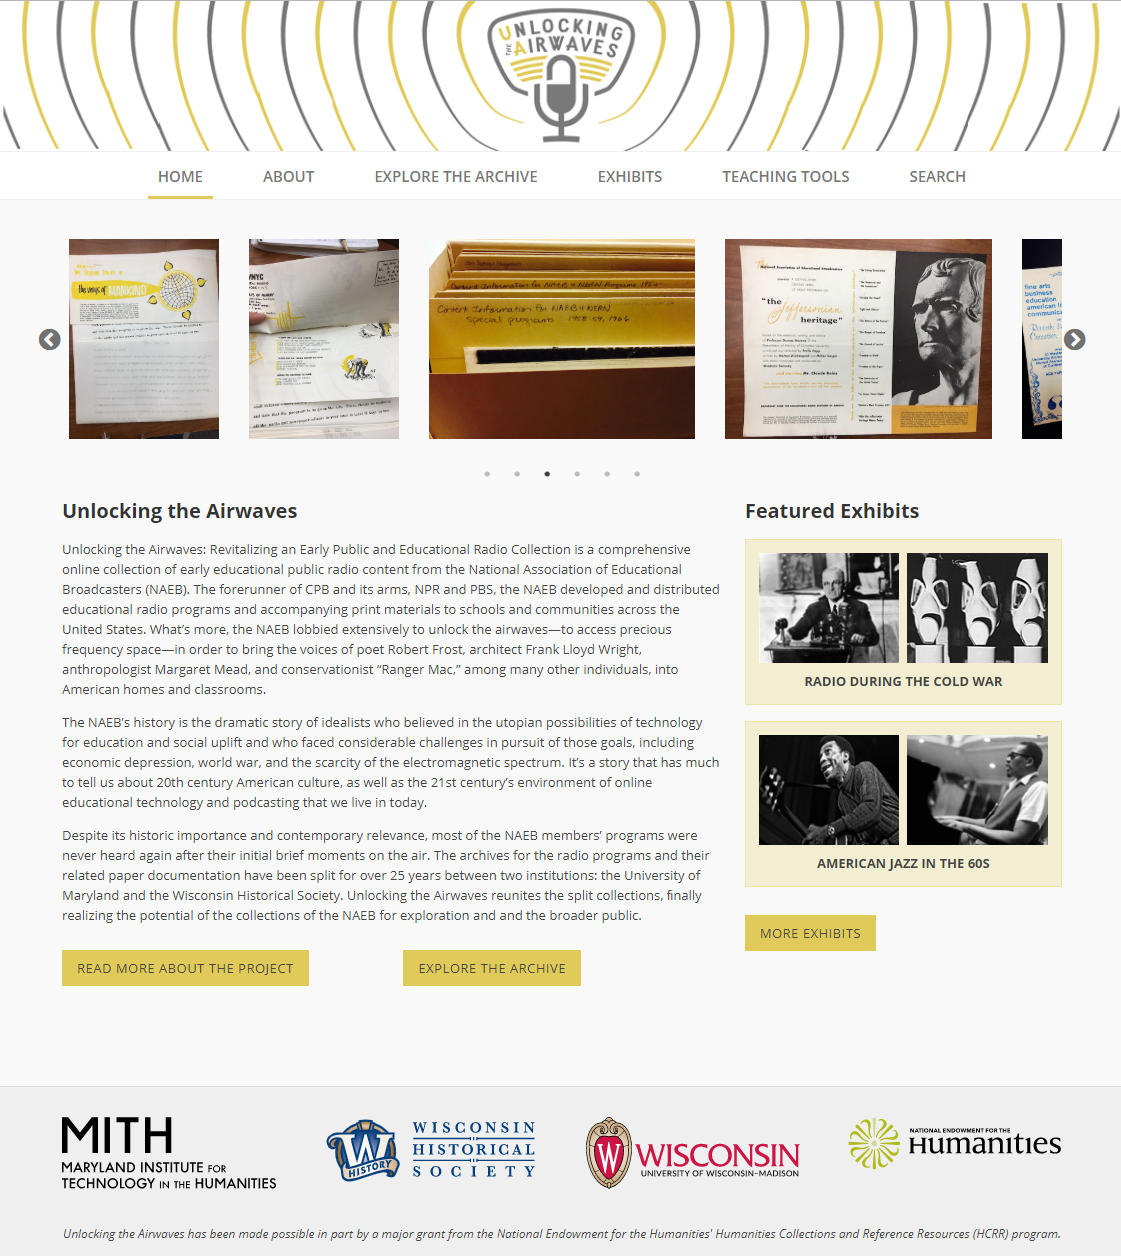 UNLOCKING
THE AIRWAVES
HOME
ABOUT
EXPLORE THE ARCHIVE
EXHIBITS
TEACHING TOOLS
SEARCH
the ways of MANKIND
Content Information for NAEB & NERN
Special programs 1958-59, 1966
National Association of Educational Broadcasters
"the
Jeffersonian
heritage"
fine arts
business
education
Unlocking the Airwaves
Unlocking the Airwaves: Revitalizing an Early Public and Educational Radio Collection is a comprehensive
online collection of early educational public radio content from the National Association of Educational
Broadcasters (NAEB). The forerunner of CPB and its arms, NPR and PBS, the NAEB developed and distributed
educational radio programs and accompanying print materials to schools and communities across the
United States. What’s more, the NAEB lobbied extensively to unlock the airwaves—to access precious
frequency space—in order to bring the voices of poet Robert Frost, architect Frank Lloyd Wright,
anthropologist Margaret Mead, and conservationist “Ranger Mac,” among many other individuals, into
American homes and classrooms.
The NAEB’s history is the dramatic story of idealists who believed in the utopian possibilities of technology
for education and social uplift and who faced considerable challenges in pursuit of those goals, including
economic depression, world war, and the scarcity of the electromagnetic spectrum. It’s a story that has much
to tell us about 20th century American culture, as well as the 21st century’s environment of online
educational technology and podcasting that we live in today.
Despite its historic importance and contemporary relevance, most of the NAEB members’ programs were
never heard again after their initial brief moments on the air. The archives for the radio programs and their
related paper documentation have been split for over 25 years between two institutions: the University of
Maryland and the Wisconsin Historical Society. Unlocking the Airwaves reunites the split collections, finally
realizing the potential of the collections of the NAEB for exploration and and the broader public.
READ MORE ABOUT THE PROJECT
EXPLORE THE ARCHIVE
Featured Exhibits
RADIO DURING THE COLD WAR
AMERICAN JAZZ IN THE 60S
MORE EXHIBITS
MITH
MARYLAND INSTITUTE FOR
TECHNOLOGY IN THE HUMANITIES
W
HISTORY
WISCONSIN
HISTORICAL
SOCIETY
W
WISCONSIN
UNIVERSITY OF WISCONSIN–MADISON
NATIONAL ENDOWMENT FOR THE
Humanities
Unlocking the Airwaves has been made possible in part by a major grant from the National Endowment for the Humanities' Humanities Collections and Reference Resources (HCRR) program.